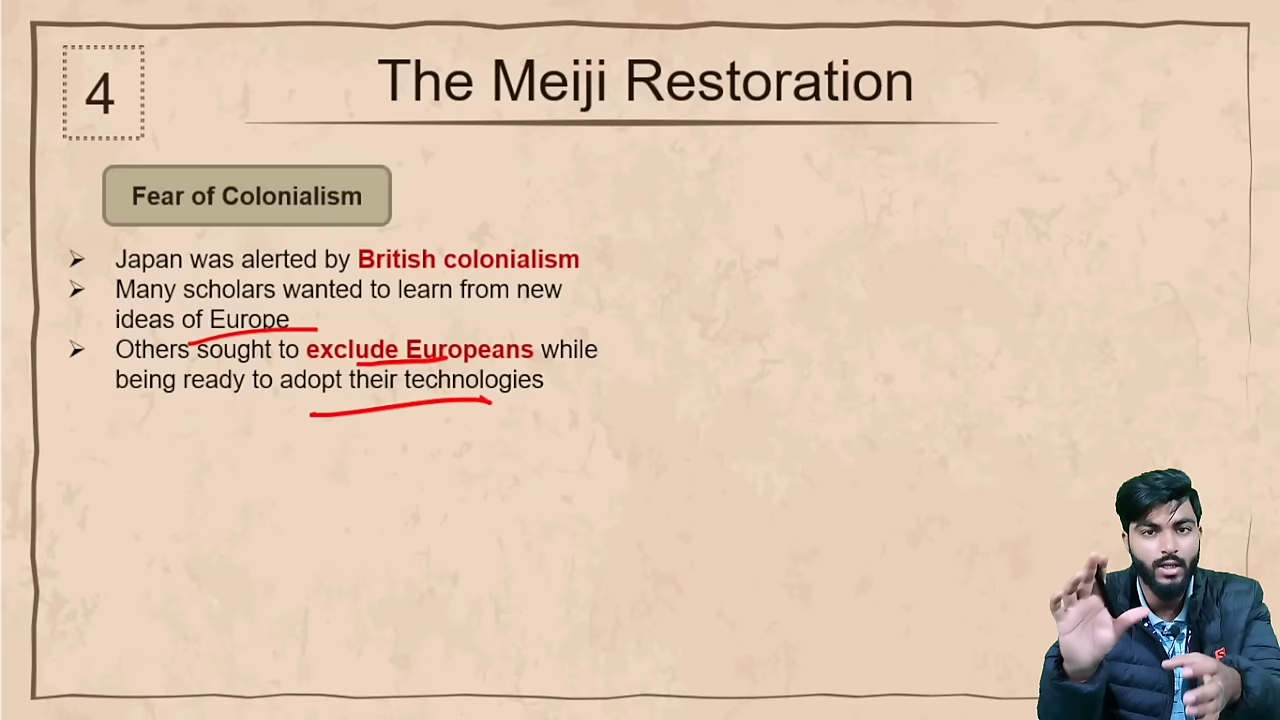 4
The Meiji Restoration
Fear of Colonialism
➢ Japan was alerted by British colonialism
➢ Many scholars wanted to learn from new
ideas of Europe
➢ Others sought to exclude Europeans while
being ready to adopt their technologies